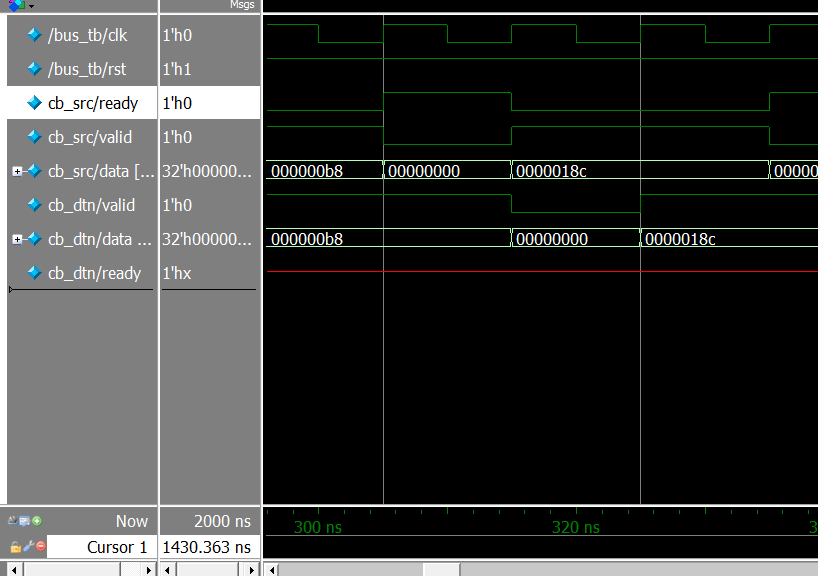 Msgs
/bus_tb/clk 1'h0
/bus_tb/rst 1'h1
cb_src/ready 1'h0
cb_src/valid 1'h0
cb_src/data [... 32'h00000... 000000b8 00000000 0000018c 00000
cb_dtn/valid 1'h0
cb_dtn/data ... 32'h00000... 000000b8 00000000 0000018c
cb_dtn/ready 1'hx
Now 2000 ns 300 ns 320 ns 3
Cursor 1 1430.363 ns